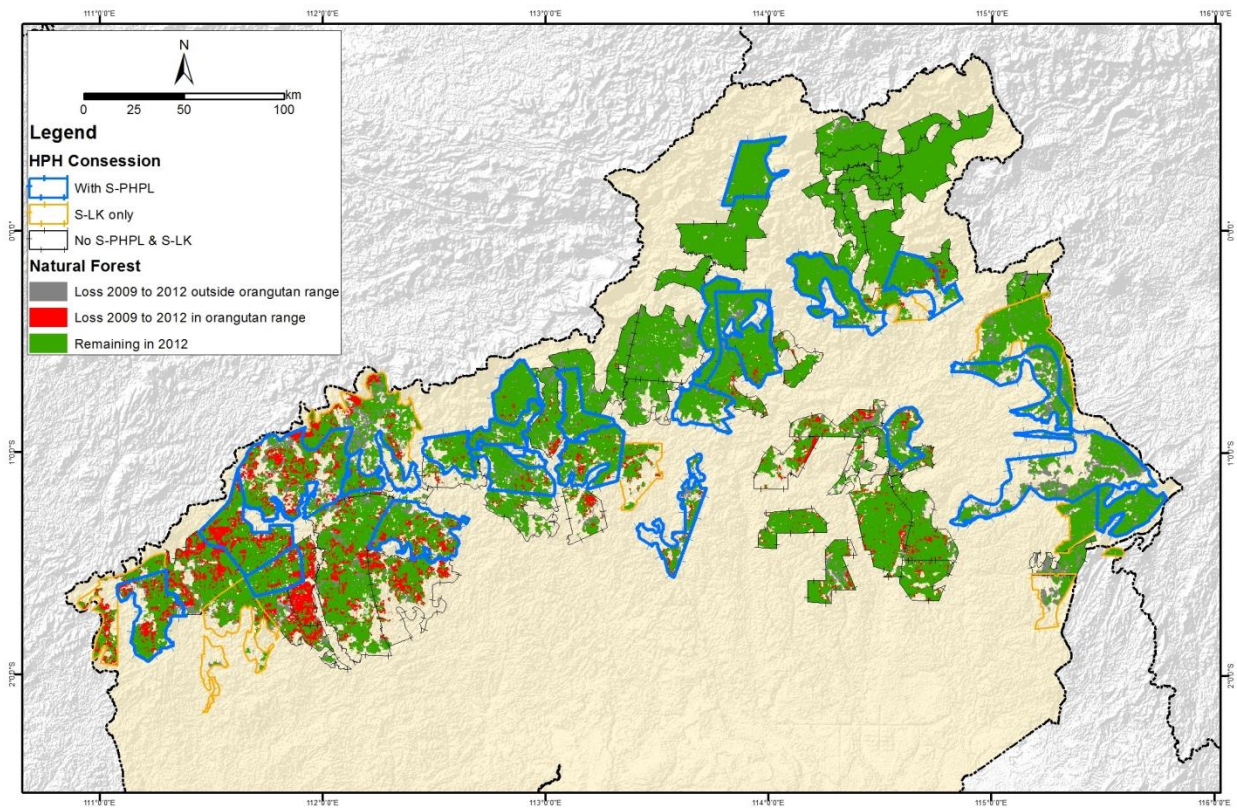 111°0'0"E 112°0'0"E 113°0'0"E 114°0'0"E 115°0'0"E 116°0'0"E
N
km
0 25 50 100
Legend
HPH Consession
With S-PHPL
S-LK only
No S-PHPL & S-LK
Natural Forest
Loss 2009 to 2012 outside orangutan range
Loss 2009 to 2012 in orangutan range
Remaining in 2012
0°0'0" 0°0'0"
1°0'0"S 1°0'0"S
2°0'0"S 2°0'0"S
111°0'0"E 112°0'0"E 113°0'0"E 114°0'0"E 115°0'0"E 116°0'0"E